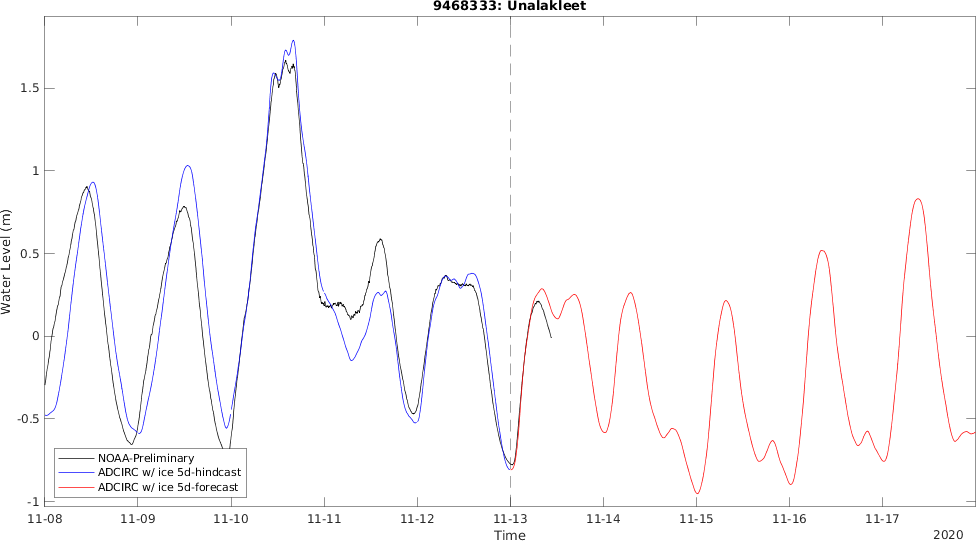 9468333: Unalakleet
Water Level (m)
1.5
1
0.5
0
-0.5
-1
NOAA-Preliminary
ADCIRC w/ ice 5d-hindcast
ADCIRC w/ ice 5d-forecast
11-08 11-09 11-10 11-11 11-12 11-13 11-14 11-15 11-16 11-17
Time
2020